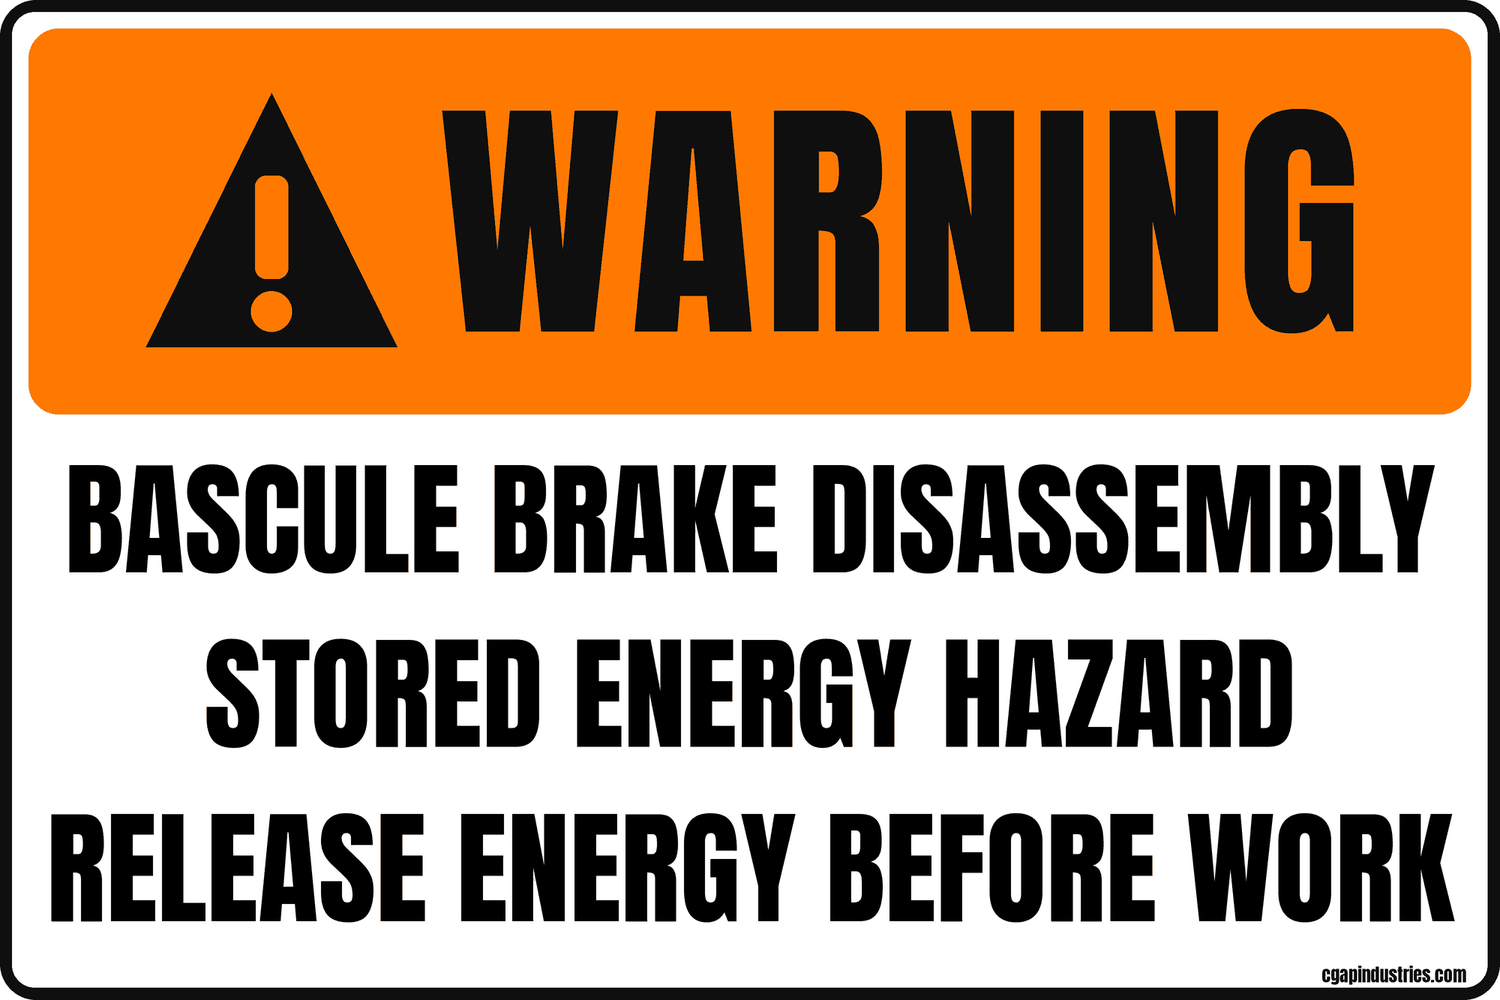 WARNING
BASCULE BRAKE DISASSEMBLY
STORED ENERGY HAZARD
RELEASE ENERGY BEFORE WORK
cgapindustries.com